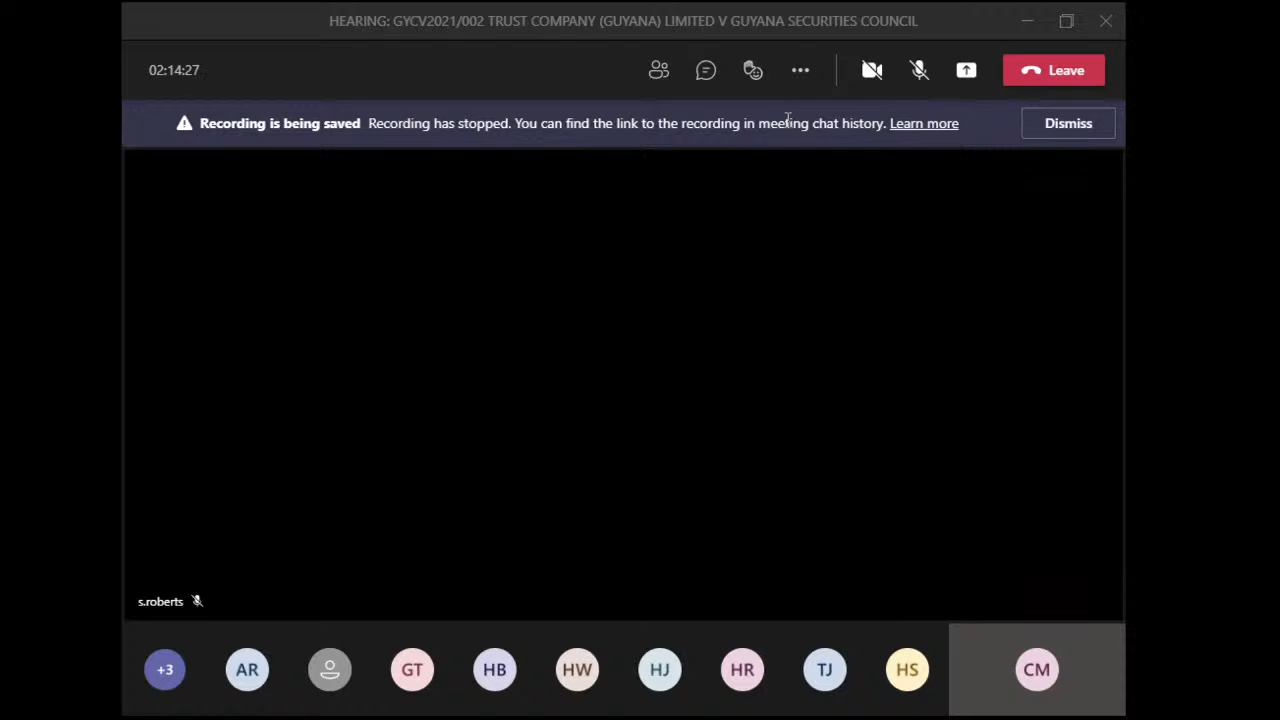 HEARING: GYCV2021/002 TRUST COMPANY (GUYANA) LIMITED V GUYANA SECURITIES COUNCIL
02:14:27 Leave
Recording is being saved Recording has stopped. You can find the link to the recording in meeting chat history. Learn more Dismiss
s.roberts
+3 AR GT HB HW HJ HR TJ HS CM